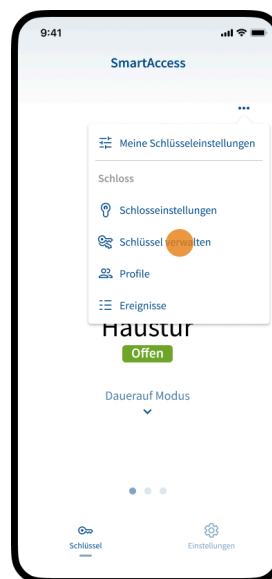 9:41
SmartAccess
Meine Schlüsseleinstellungen
Schloss
Schlosseinstellungen
Schlüssel verwalten
Profile
Ereignisse
Haustür
Offen
Dauerauf Modus
Schlüssel
Einstellungen